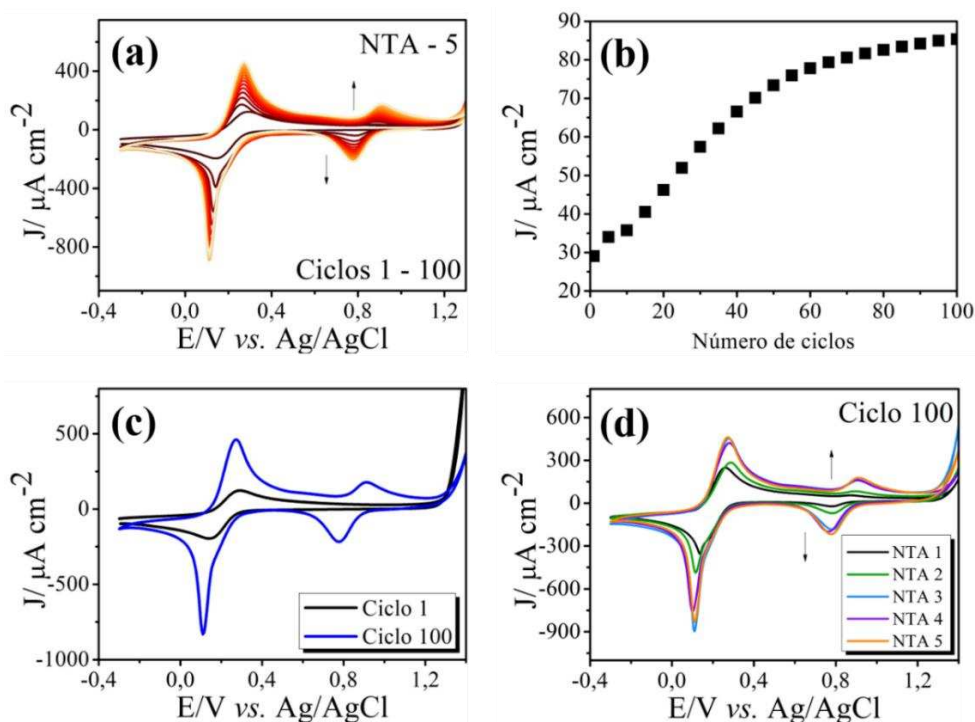 (a)
NTA - 5
400
0
-400
-800
J/ µA cm-2
Ciclos 1 - 100
-0,4
0,0
0,4
0,8
1,2
E/V vs. Ag/AgCl
(b)
90
80
70
60
50
40
30
20
J/ µA cm-2
0
20
40
60
80
100
Número de ciclos
(c)
500
0
-500
-1000
J/ µA cm-2
Ciclo 1
Ciclo 100
-0,4
0,0
0,4
0,8
1,2
E/V vs. Ag/AgCl
(d)
Ciclo 100
600
300
0
-300
-600
-900
J/ µA cm-2
NTA 1
NTA 2
NTA 3
NTA 4
NTA 5
-0,4
0,0
0,4
0,8
1,2
E/V vs. Ag/AgCl